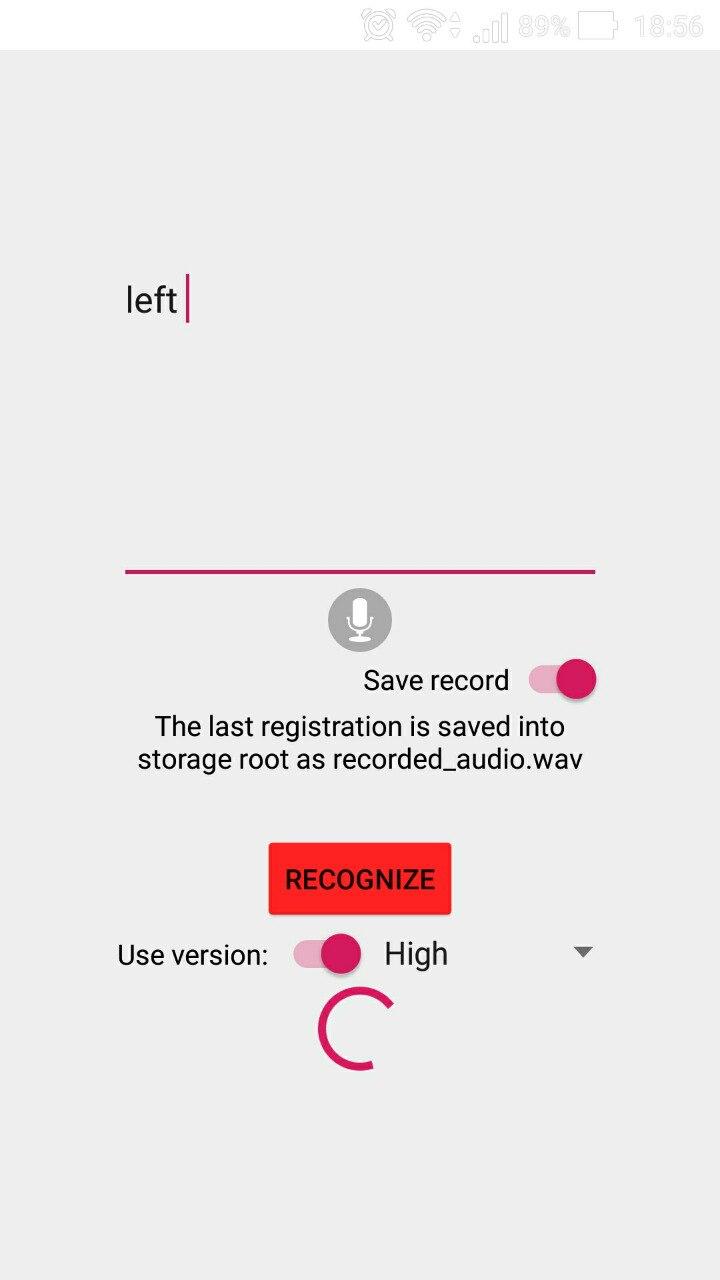 89% 18:56
left
Save record
The last registration is saved into
storage root as recorded_audio.wav
RECOGNIZE
Use version: High